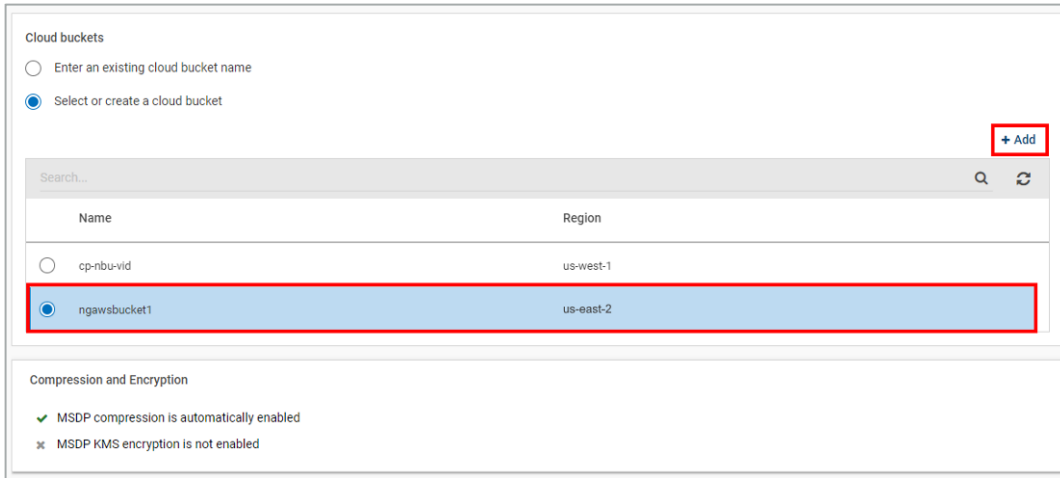 Cloud buckets
Enter an existing cloud bucket name
Select or create a cloud bucket
+ Add
Search...
Name Region
cp-nbu-vid us-west-1
ngawsbucket1 us-east-2
Compression and Encryption
MSDP compression is automatically enabled
MSDP KMS encryption is not enabled